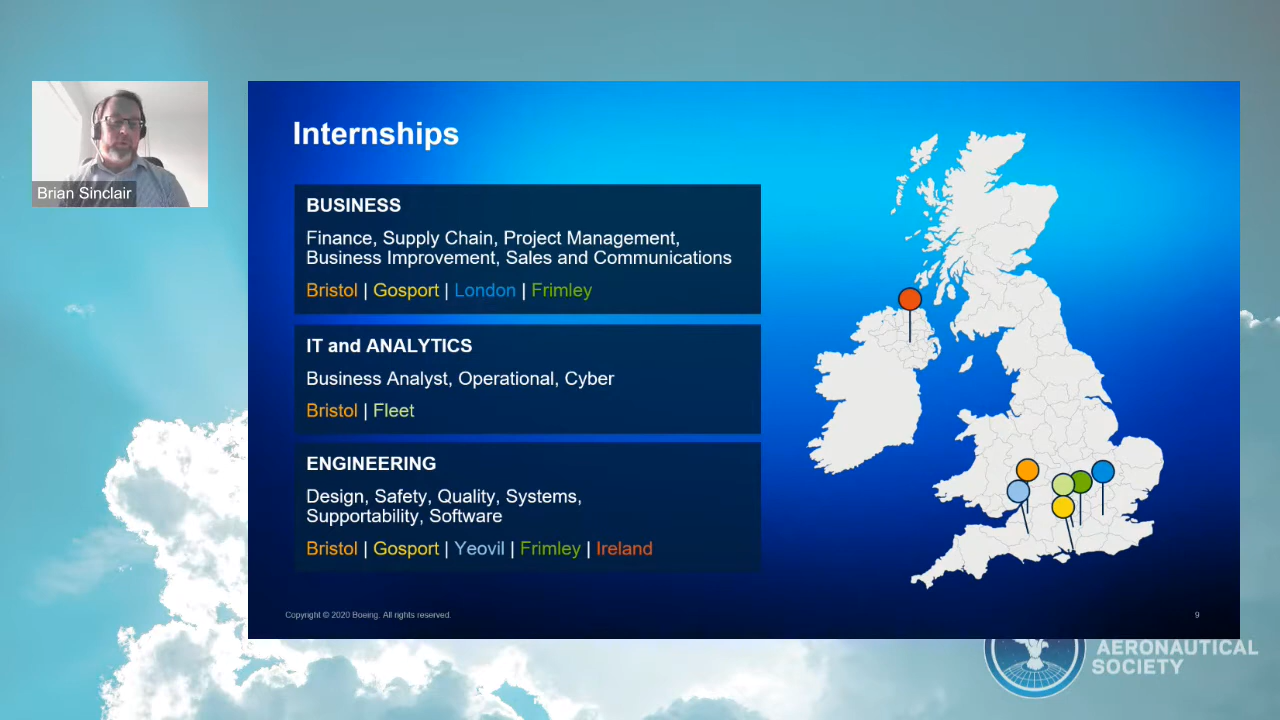 Internships
BUSINESS
Finance, Supply Chain, Project Management,
Business Improvement, Sales and Communications
Bristol | Gosport | London | Frimley
IT and ANALYTICS
Business Analyst, Operational, Cyber
Bristol | Fleet
ENGINEERING
Design, Safety, Quality, Systems,
Supportability, Software
Bristol | Gosport | Yeovil | Frimley | Ireland
Copyright © 2020 Boeing. All rights reserved.
9
Brian Sinclair
AERONAUTICAL
SOCIETY